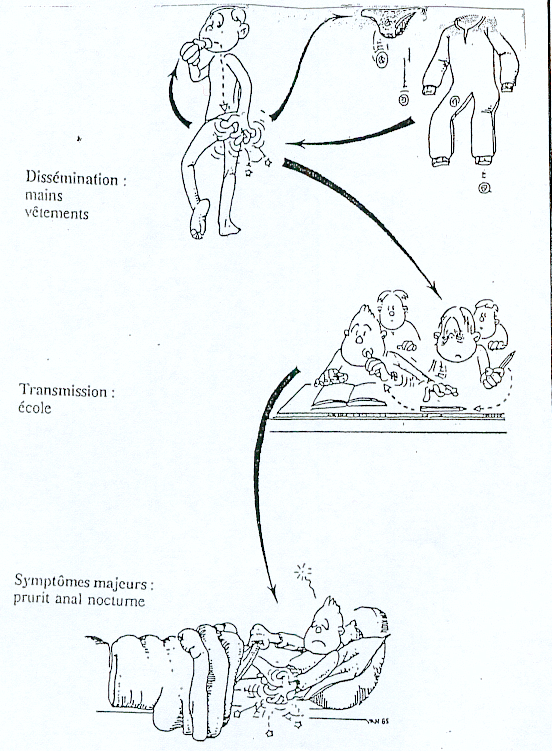 Dissémination :
mains
vêtements
Transmission :
école
Symptômes majeurs :
prurit anal nocturne